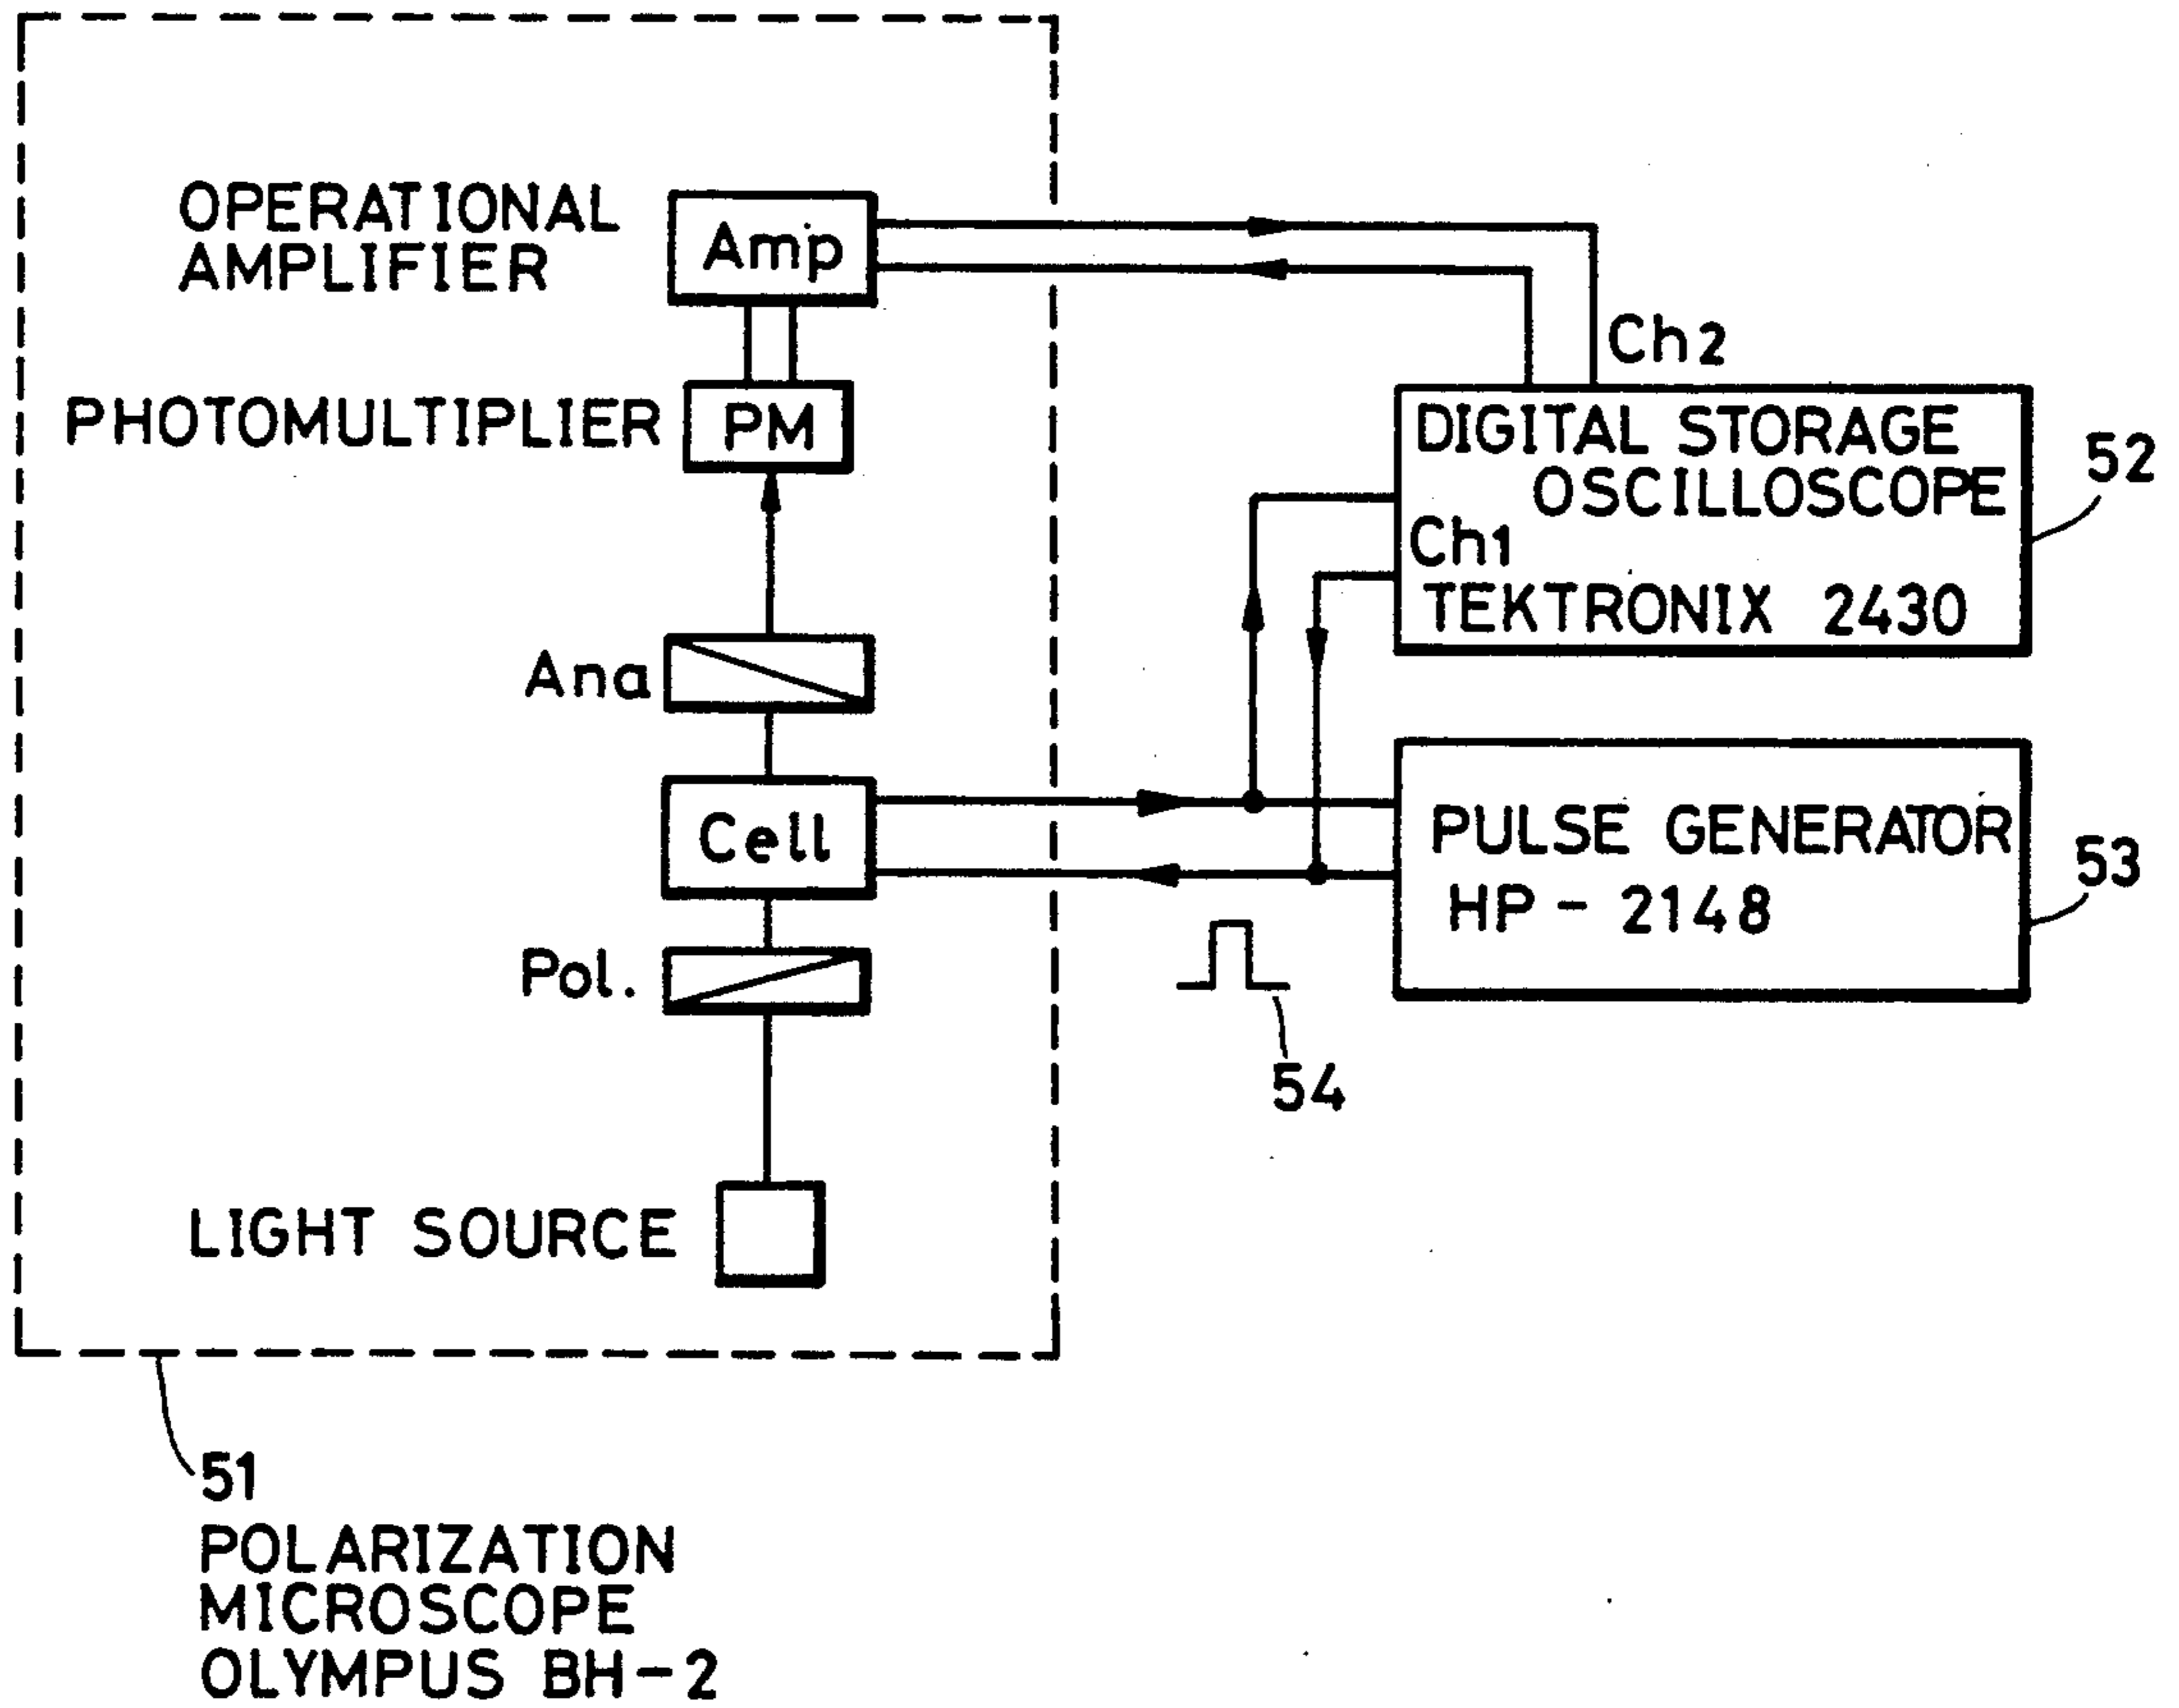 OPERATIONAL
AMPLIFIER
Amp
Ch2
PHOTOMULTIPLIER
PM
DIGITAL STORAGE
OSCILLOSCOPE
52
Ch1
TEKTRONIX 2430
Ana
Cell
PULSE GENERATOR
HP - 2148
53
Pol.
54
LIGHT SOURCE
51
POLARIZATION
MICROSCOPE
OLYMPUS BH-2